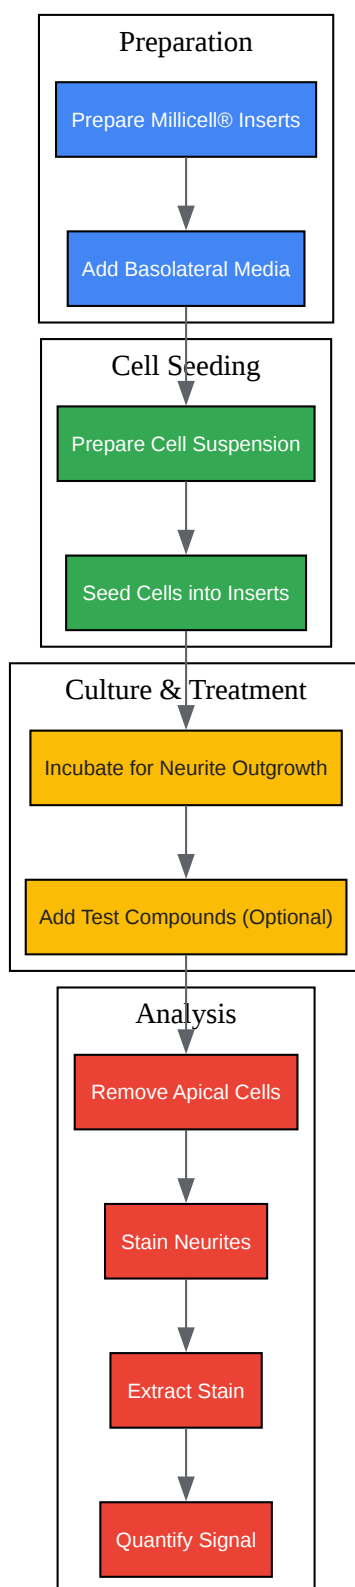 Preparation
Prepare Millicell® Inserts
Add Basolateral Media
Cell Seeding
Prepare Cell Suspension
Seed Cells into Inserts
Culture & Treatment
Incubate for Neurite Outgrowth
Add Test Compounds (Optional)
Analysis
Remove Apical Cells
Stain Neurites
Extract Stain
Quantify Signal